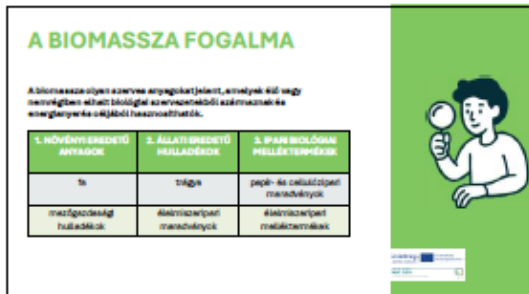 A BIOMASSZA FOGALMA
A biomassza olyan szerves anyagokat jelent, amelyek élő vagy
nemrégiben elhalt biológiai szervezetekből származnak és
energianyerés céljából hasznosíthatók.
1. NÖVÉNYI EREDETŰ
ANYAGOK
2. ÁLLATI EREDETŰ
HULLADÉKOK
3. IPARI BIOLÓGIAI
MELLÉKTERMÉKEK
fa
trágya
papír- és cellulózipari
maradványok
mezőgazdasági
hulladékok
élelmiszeripari
maradványok
élelmiszeripari
melléktermékek